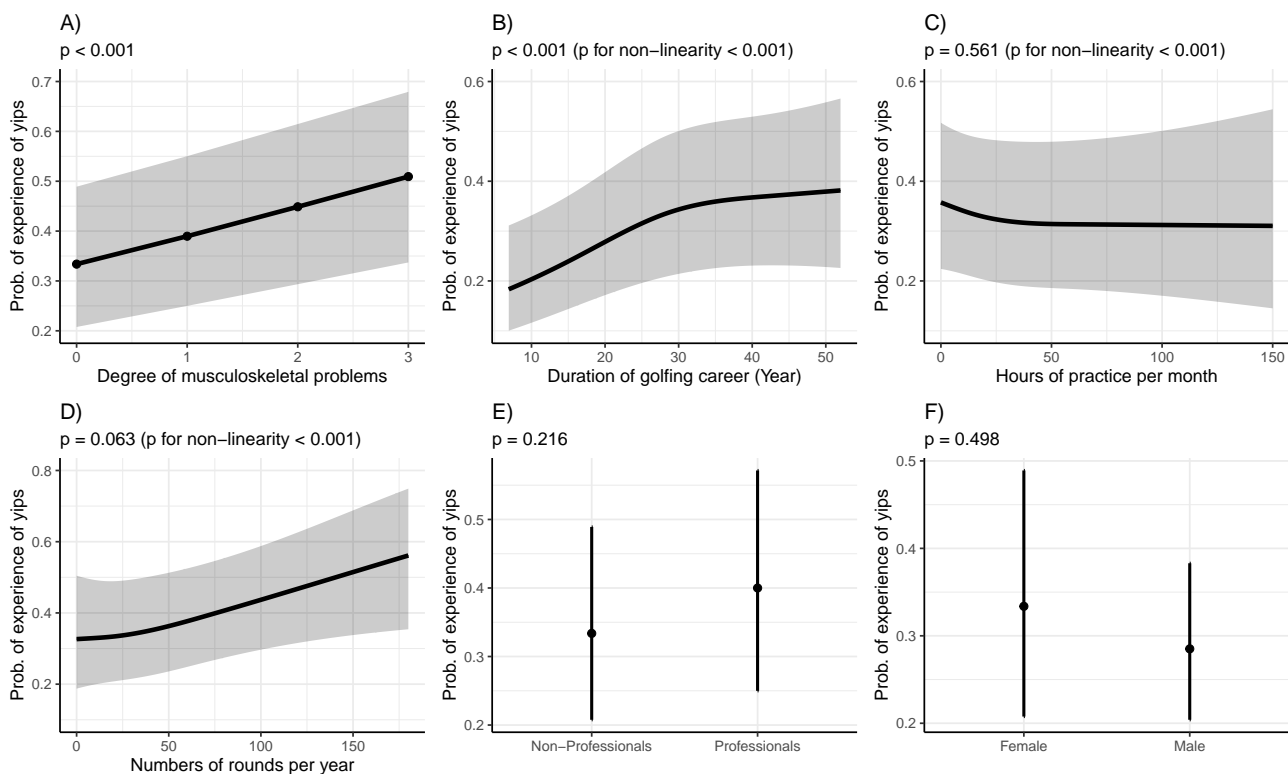 A)
p < 0.001
Prob. of experience of yips
0.7
0.6
0.5
0.4
0.3
0.2
0 1 2 3
Degree of musculoskeletal problems
B)
p < 0.001 (p for non−linearity < 0.001)
Prob. of experience of yips
0.6
0.4
0.2
10 20 30 40 50
Duration of golfing career (Year)
C)
p = 0.561 (p for non−linearity < 0.001)
Prob. of experience of yips
0.6
0.4
0.2
0 50 100 150
Hours of practice per month
D)
p = 0.063 (p for non−linearity < 0.001)
Prob. of experience of yips
0.8
0.6
0.4
0.2
0 50 100 150
Numbers of rounds per year
E)
p = 0.216
Prob. of experience of yips
0.5
0.4
0.3
0.2
Non−Professionals Professionals
F)
p = 0.498
Prob. of experience of yips
0.5
0.4
0.3
0.2
Female Male